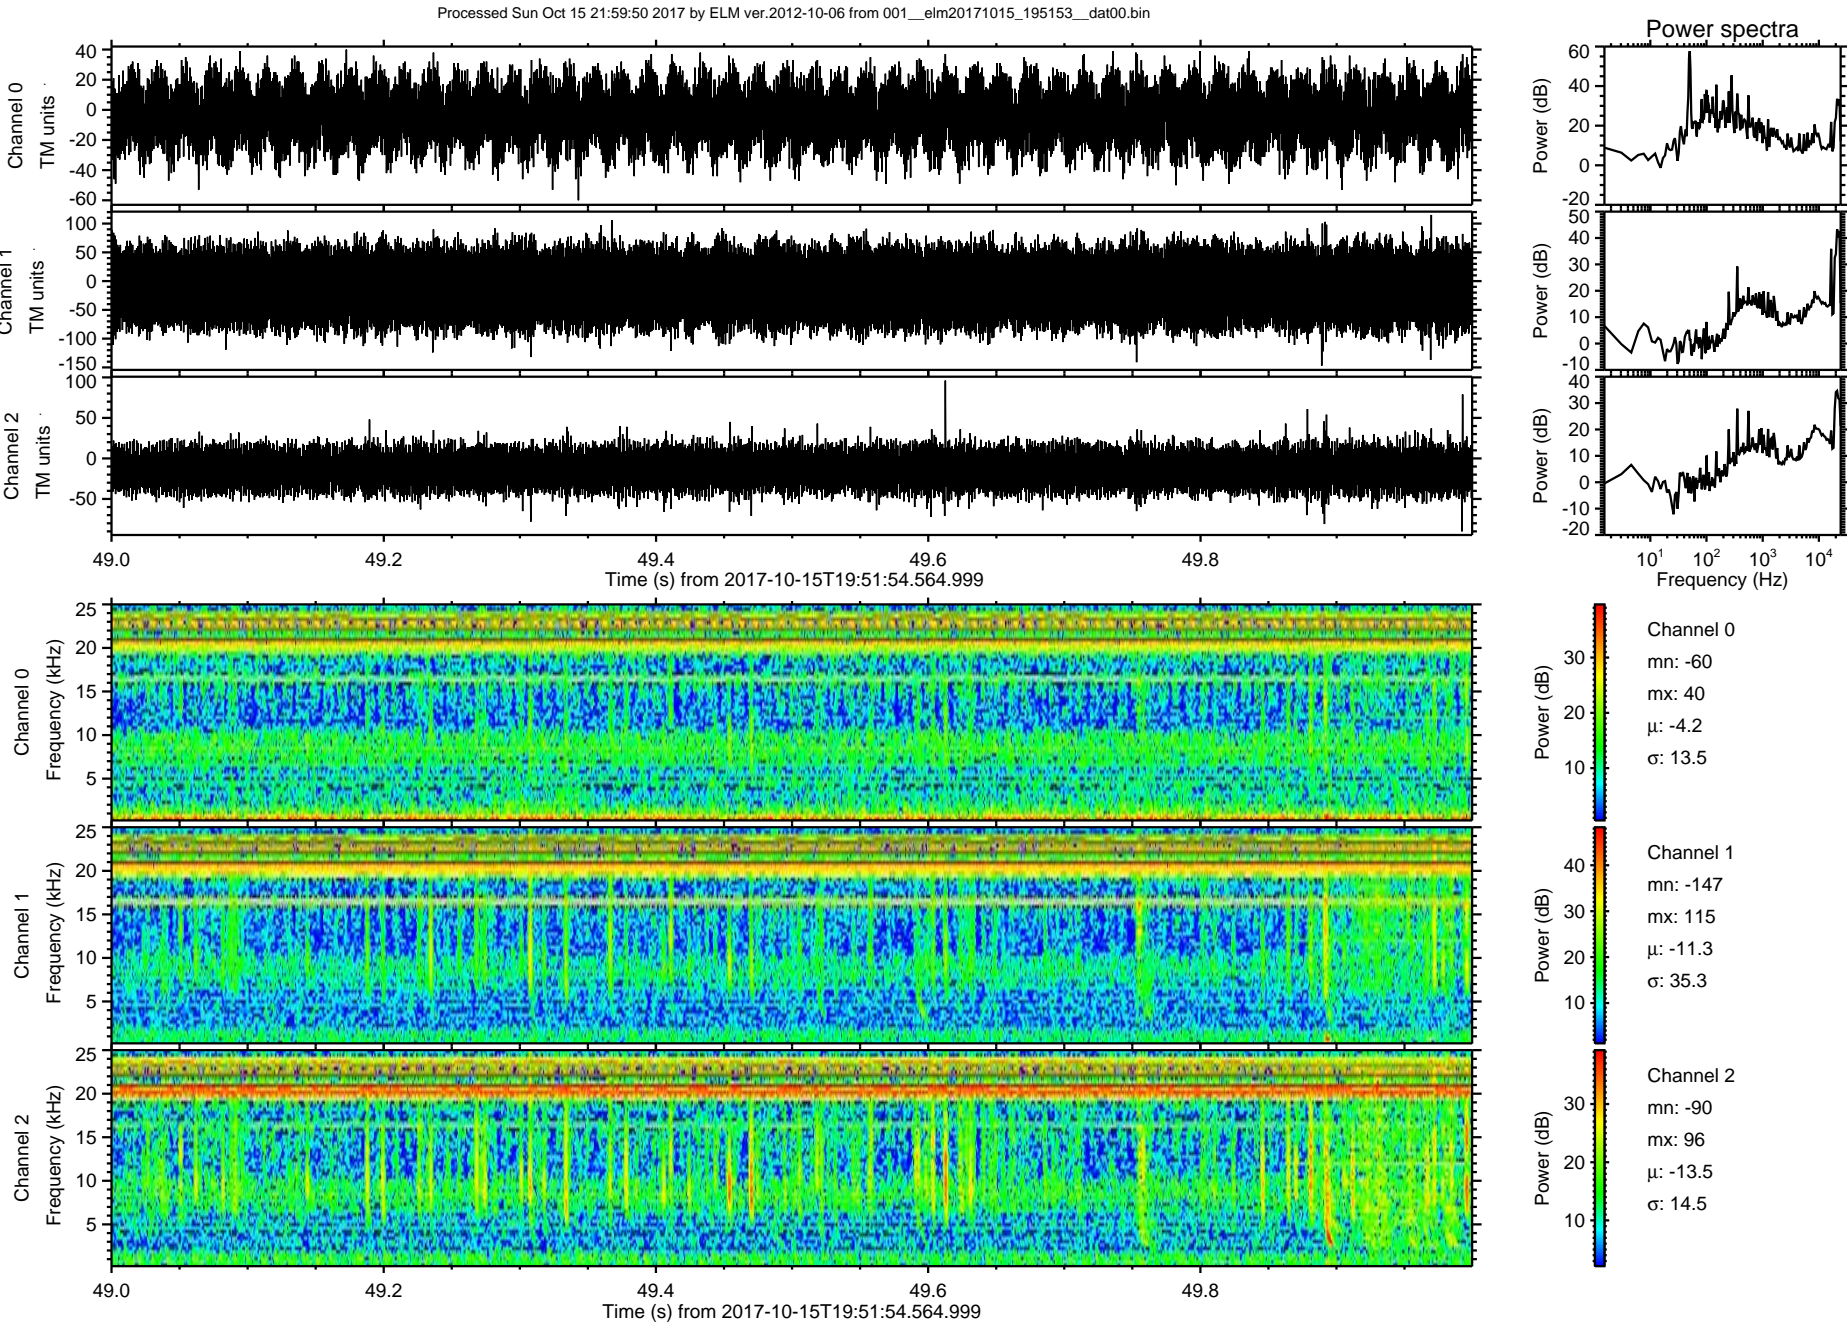 Processed Sun Oct 15 21:59:50 2017 by ELM ver.2012-10-06 from 001__elm20171015_195153__dat00.bin
Power spectra
Channel 0
TM units
40
20
0
-20
-40
-60
Power (dB)
60
40
20
0
-20
Channel 1
TM units
100
50
0
-50
-100
-150
Power (dB)
50
40
30
20
10
0
-10
Channel 2
TM units
100
50
0
-50
Power (dB)
40
30
20
10
0
-10
-20
49.0 49.2 49.4 49.6 49.8
Time (s) from 2017-10-15T19:51:54.564.999
10^1 10^2 10^3 10^4
Frequency (Hz)
Channel 0
Frequency (kHz)
25
20
15
10
5
Power (dB)
30
20
10
Channel 0
mn: -60
mx: 40
μ: -4.2
σ: 13.5
Channel 1
Frequency (kHz)
25
20
15
10
5
Power (dB)
40
30
20
10
Channel 1
mn: -147
mx: 115
μ: -11.3
σ: 35.3
Channel 2
Frequency (kHz)
25
20
15
10
5
Power (dB)
30
20
10
Channel 2
mn: -90
mx: 96
μ: -13.5
σ: 14.5
49.0 49.2 49.4 49.6 49.8
Time (s) from 2017-10-15T19:51:54.564.999